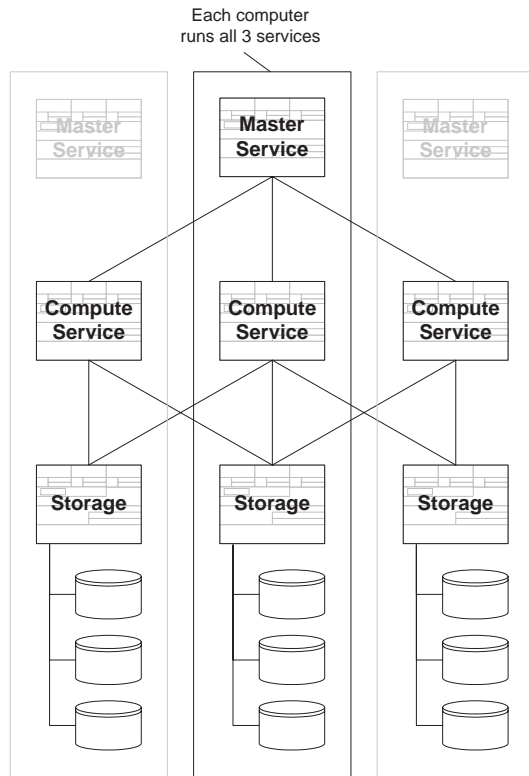 Each computer
runs all 3 services
Master
Service
Master
Service
Master
Service
Compute
Service
Compute
Service
Compute
Service
Storage
Storage
Storage